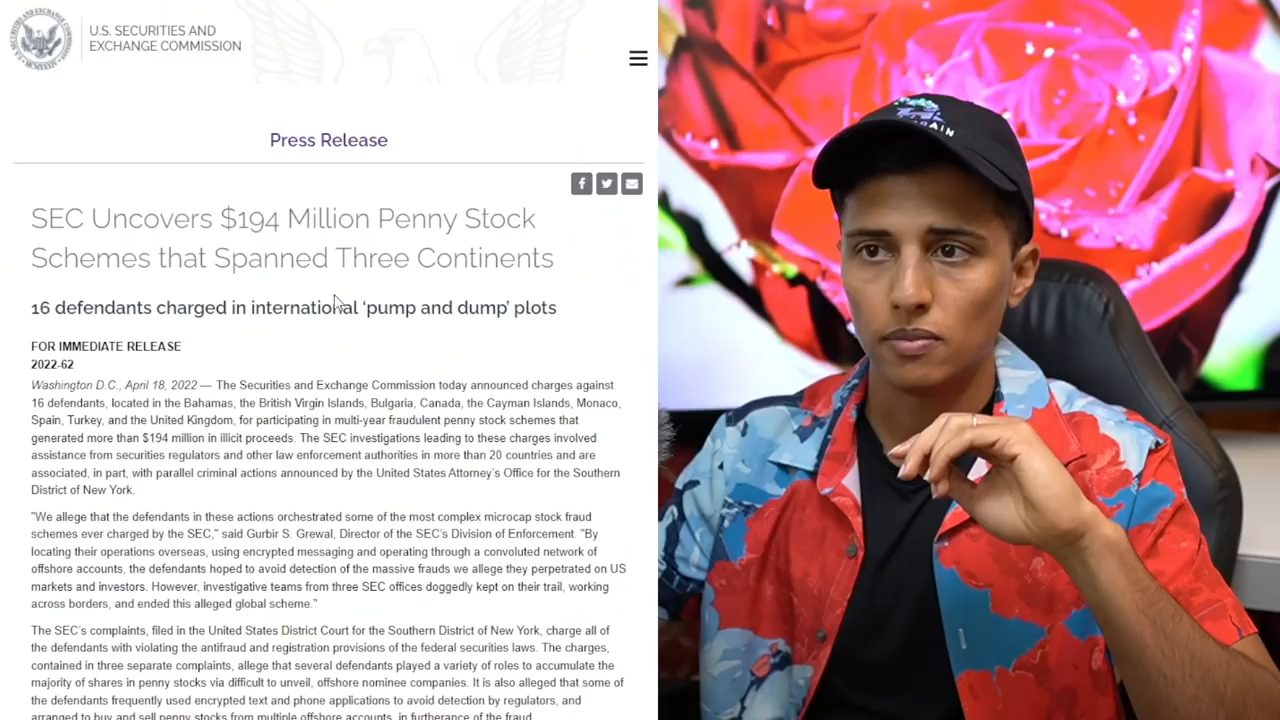 U.S. SECURITIES AND
EXCHANGE COMMISSION
Press Release
SEC Uncovers $194 Million Penny Stock
Schemes that Spanned Three Continents
16 defendants charged in international ‘pump and dump’ plots
FOR IMMEDIATE RELEASE
2022-62
Washington D.C., April 18, 2022 — The Securities and Exchange Commission today announced charges against
16 defendants, located in the Bahamas, the British Virgin Islands, Bulgaria, Canada, the Cayman Islands, Monaco,
Spain, Turkey, and the United Kingdom, for participating in multi-year fraudulent penny stock schemes that
generated more than $194 million in illicit proceeds. The SEC investigations leading to these charges involved
assistance from securities regulators and other law enforcement authorities in more than 20 countries and are
associated, in part, with parallel criminal actions announced by the United States Attorney’s Office for the Southern
District of New York.
"We allege that the defendants in these actions orchestrated some of the most complex microcap stock fraud
schemes ever charged by the SEC," said Gurbir S. Grewal, Director of the SEC’s Division of Enforcement. "By
locating their operations overseas, using encrypted messaging and operating through a convoluted network of
offshore accounts, the defendants hoped to avoid detection of the massive frauds we allege they perpetrated on US
markets and investors. However, investigative teams from three SEC offices doggedly kept on their trail, working
across borders, and ended this alleged global scheme."
The SEC’s complaints, filed in the United States District Court for the Southern District of New York, charge all of
the defendants with violating the antifraud and registration provisions of the federal securities laws. The charges,
contained in three separate complaints, allege that several defendants played a variety of roles to accumulate the
majority of shares in penny stocks via difficult to unveil, offshore nominee companies. It is also alleged that some of
the defendants frequently used encrypted text and phone applications to avoid detection by regulators, and
arranged to buy and sell penny stocks from multiple offshore accounts, in furtherance of the fraud.